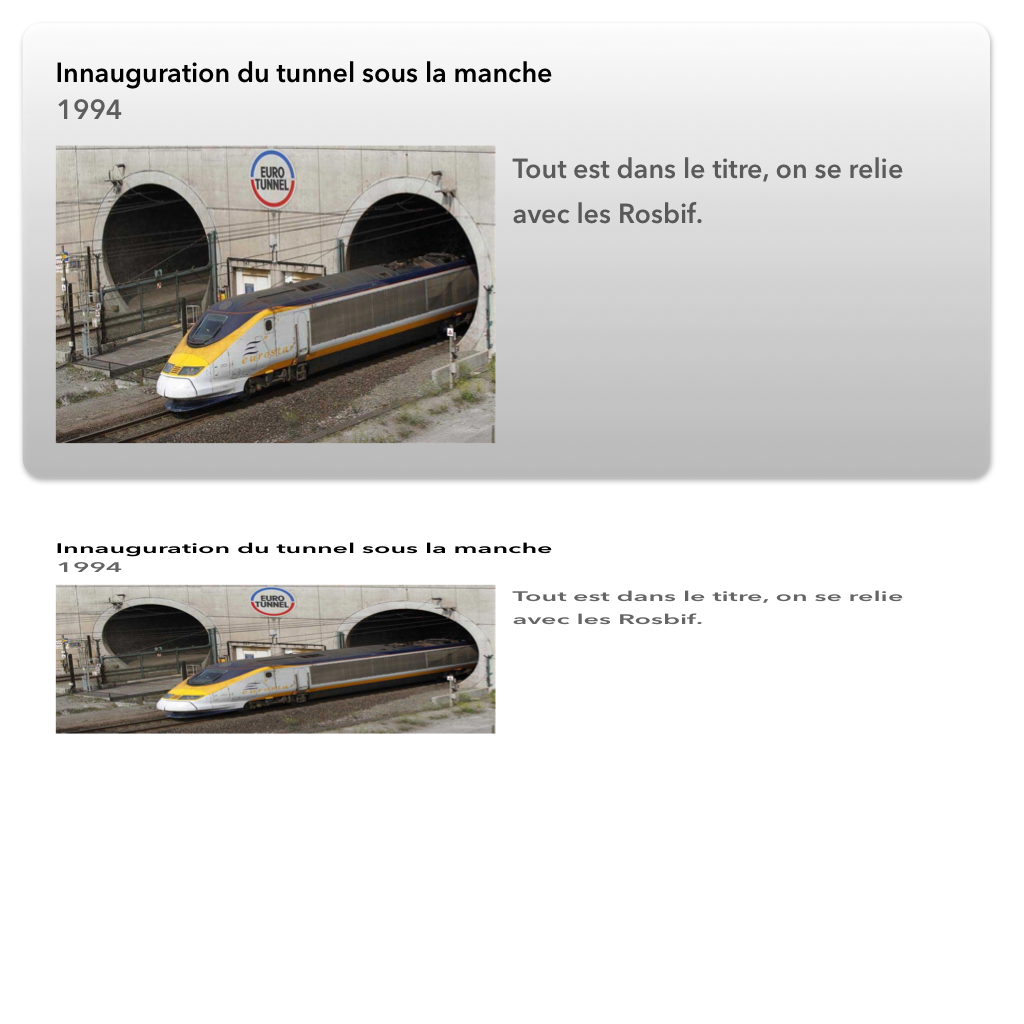 Innauguration du tunnel sous la manche
1994
EURO
TUNNEL
Tout est dans le titre, on se relie
avec les Rosbif.
eurostar
Innauguration du tunnel sous la manche
1994
EURO
TUNNEL
Tout est dans le titre, on se relie
avec les Rosbif.